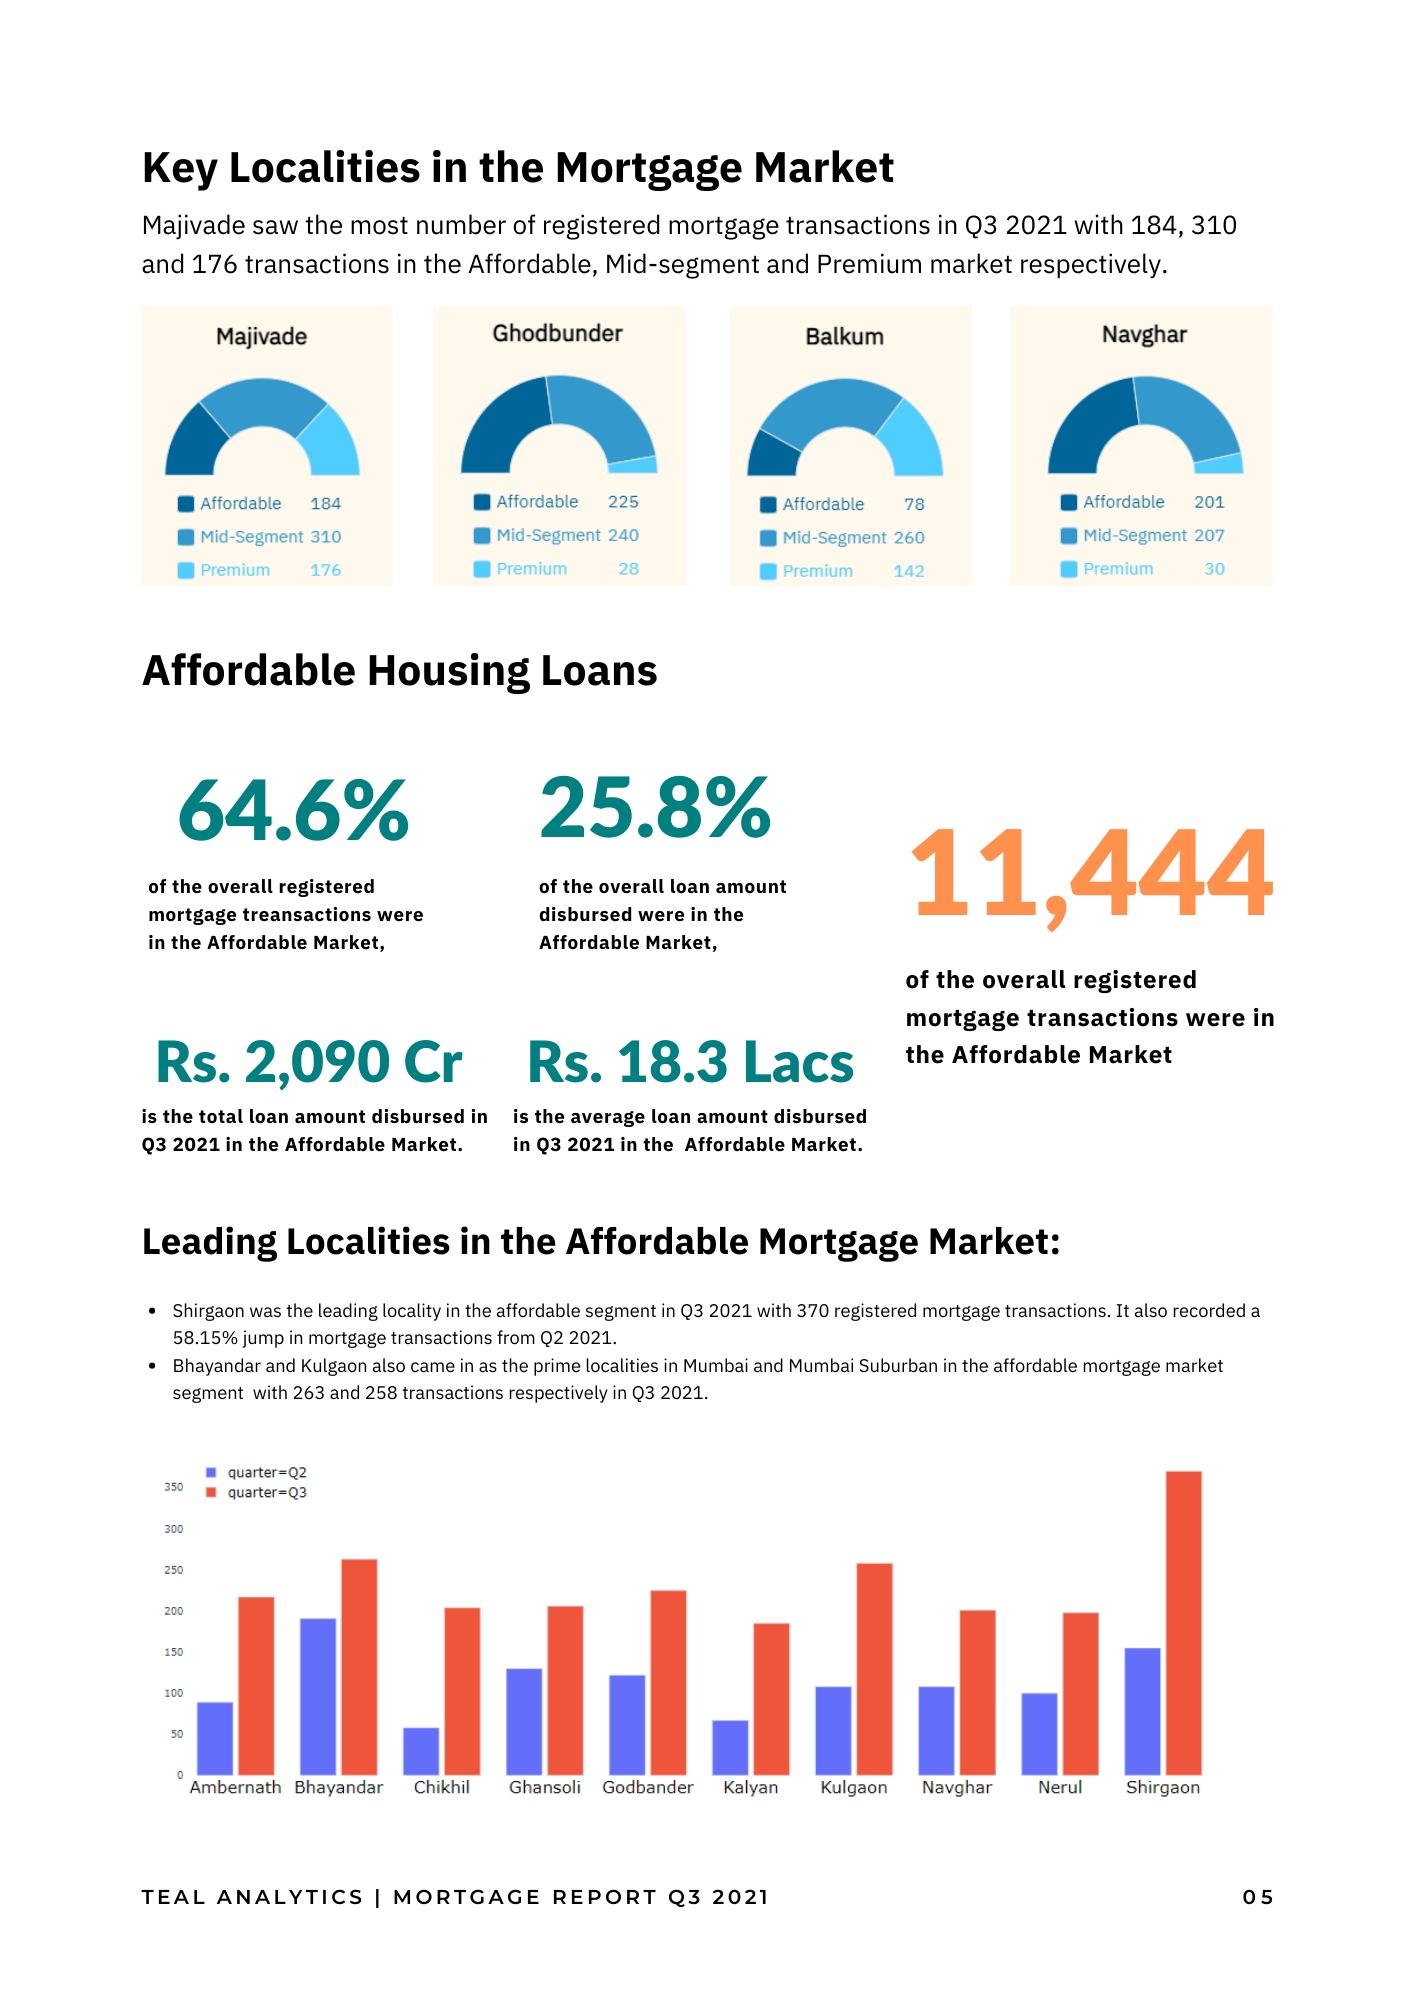 Key Localities in the Mortgage Market
Majivade saw the most number of registered mortgage transactions in Q3 2021 with 184, 310
and 176 transactions in the Affordable, Mid-segment and Premium market respectively.
Majivade
Affordable 184
Mid-Segment 310
Premium 176
Ghodbunder
Affordable 225
Mid-Segment 240
Premium 28
Balkum
Affordable 78
Mid-Segment 260
Premium 142
Navghar
Affordable 201
Mid-Segment 207
Premium 30
Affordable Housing Loans
64.6%
of the overall registered
mortgage treansactions were
in the Affordable Market,
25.8%
of the overall loan amount
disbursed were in the
Affordable Market,
11,444
of the overall registered
mortgage transactions were in
the Affordable Market
Rs. 2,090 Cr
is the total loan amount disbursed in
Q3 2021 in the Affordable Market.
Rs. 18.3 Lacs
is the average loan amount disbursed
in Q3 2021 in the  Affordable Market.
Leading Localities in the Affordable Mortgage Market:
• Shirgaon was the leading locality in the affordable segment in Q3 2021 with 370 registered mortgage transactions. It also recorded a
58.15% jump in mortgage transactions from Q2 2021.
• Bhayandar and Kulgaon also came in as the prime localities in Mumbai and Mumbai Suburban in the affordable mortgage market
segment  with 263 and 258 transactions respectively in Q3 2021.
quarter=Q2
quarter=Q3
350
300
250
200
150
100
50
0
Ambernath Bhayandar Chikhil Ghansoli Godbander Kalyan Kulgaon Navghar Nerul Shirgaon
TEAL ANALYTICS | MORTGAGE REPORT Q3 2021 05